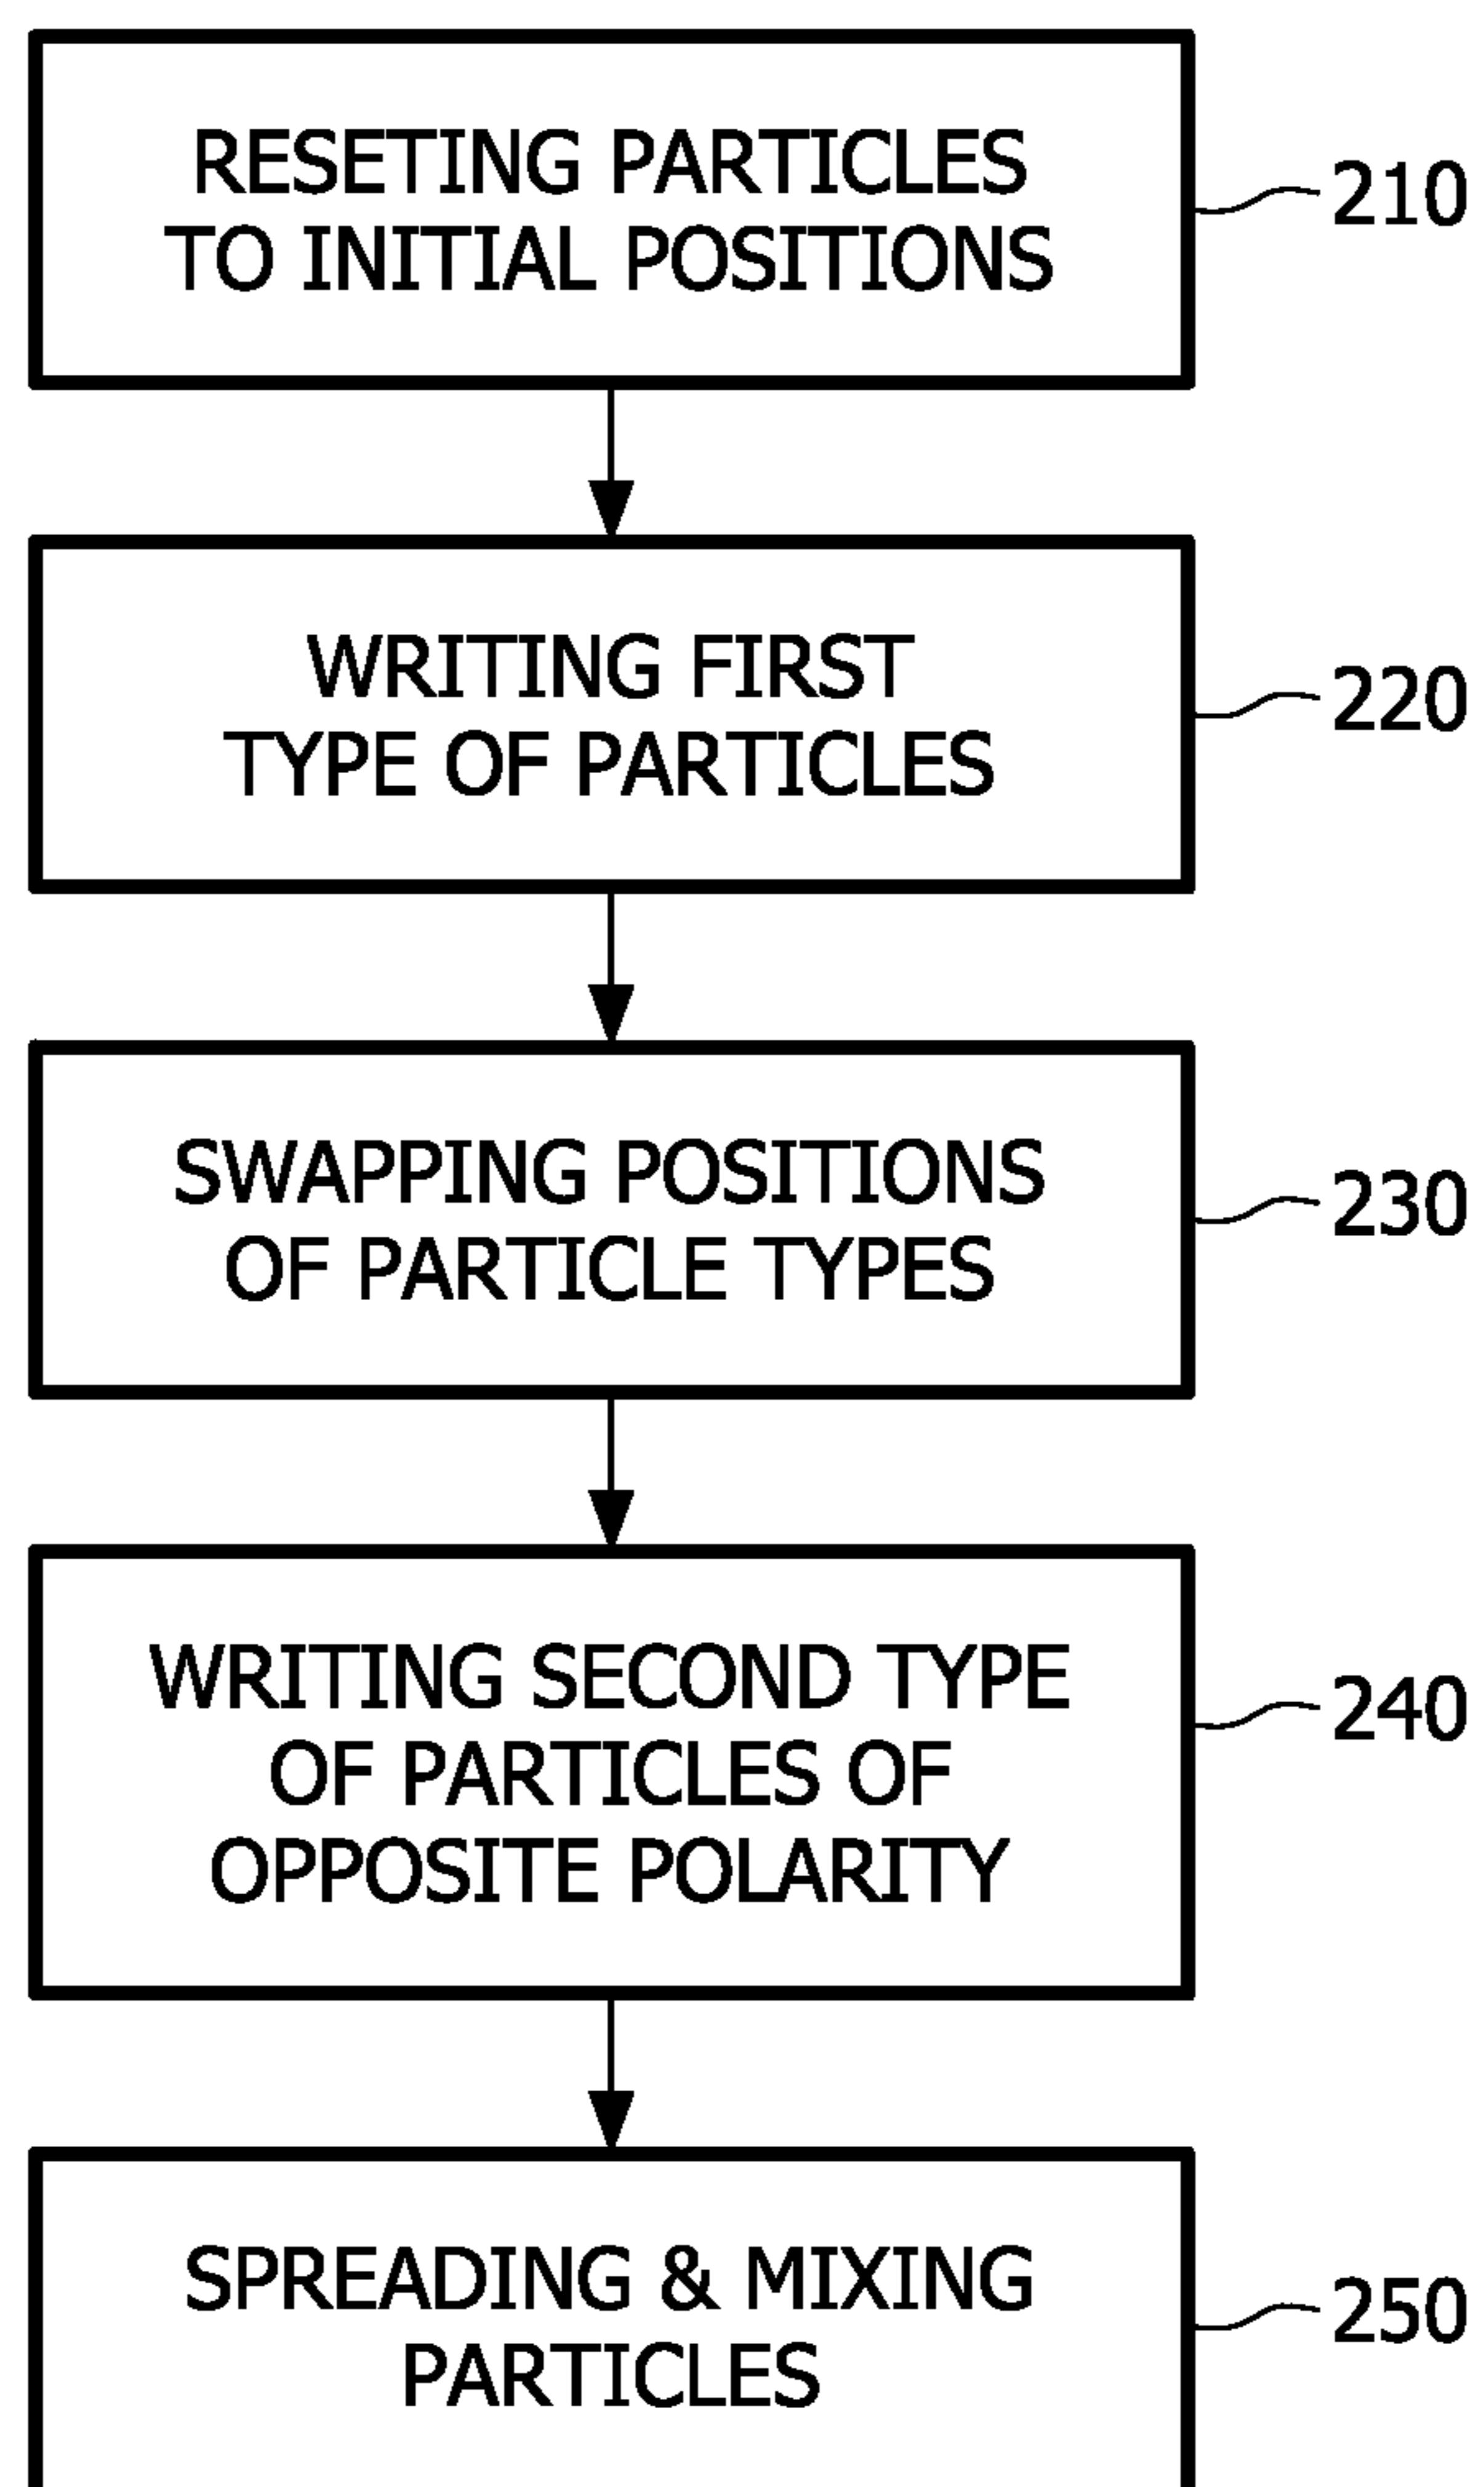 RESETING PARTICLES
TO INITIAL POSITIONS
210
WRITING FIRST
TYPE OF PARTICLES
220
SWAPPING POSITIONS
OF PARTICLE TYPES
230
WRITING SECOND TYPE
OF PARTICLES OF
OPPOSITE POLARITY
240
SPREADING & MIXING
PARTICLES
250